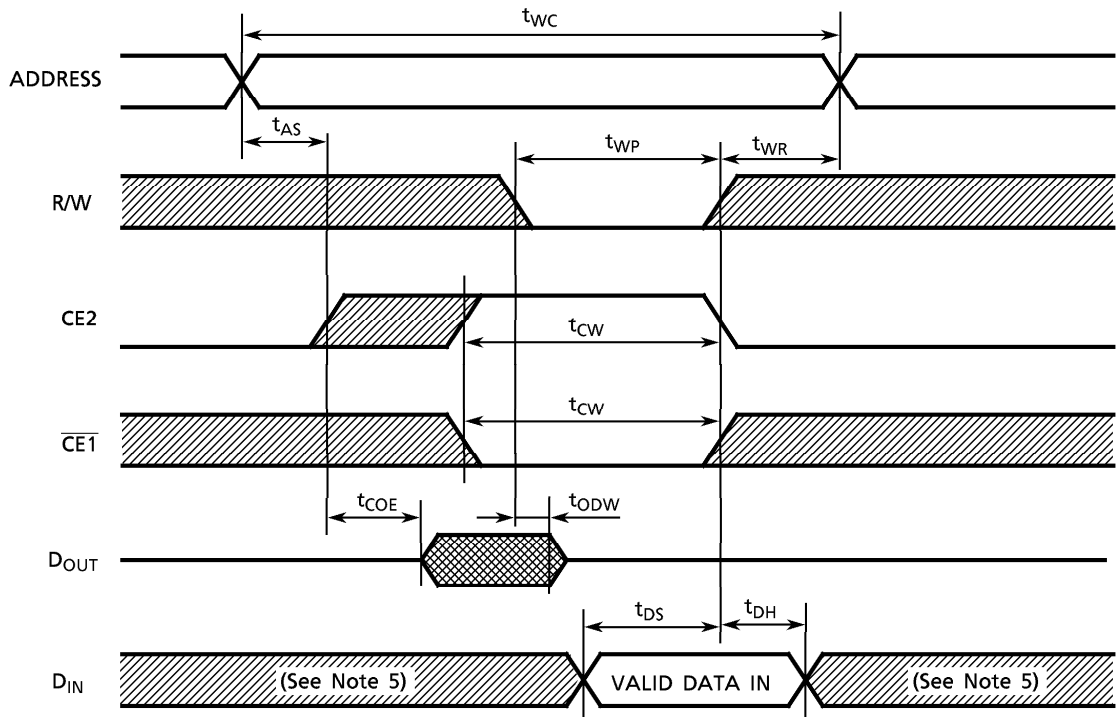 tWC
ADDRESS
tAS
tWP
tWR
R/W
CE2
tCW
CE1
tCW
tCOE
tODW
DOUT
tDS
tDH
DIN
(See Note 5)
VALID DATA IN
(See Note 5)